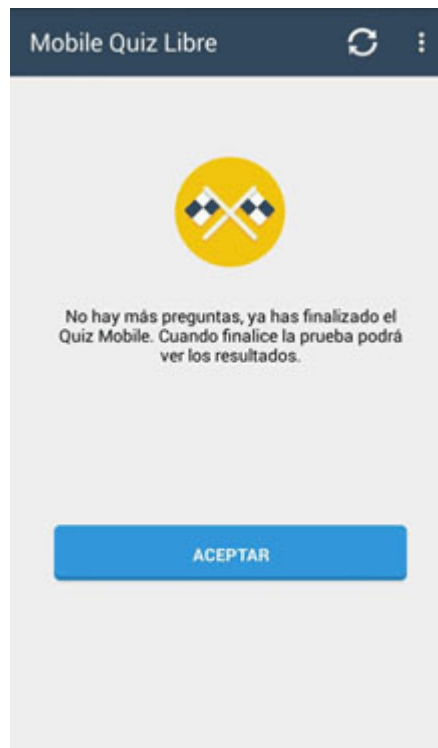 Mobile Quiz Libre
No hay más preguntas, ya has finalizado el
Quiz Mobile. Cuando finalice la prueba podrá
ver los resultados.
ACEPTAR